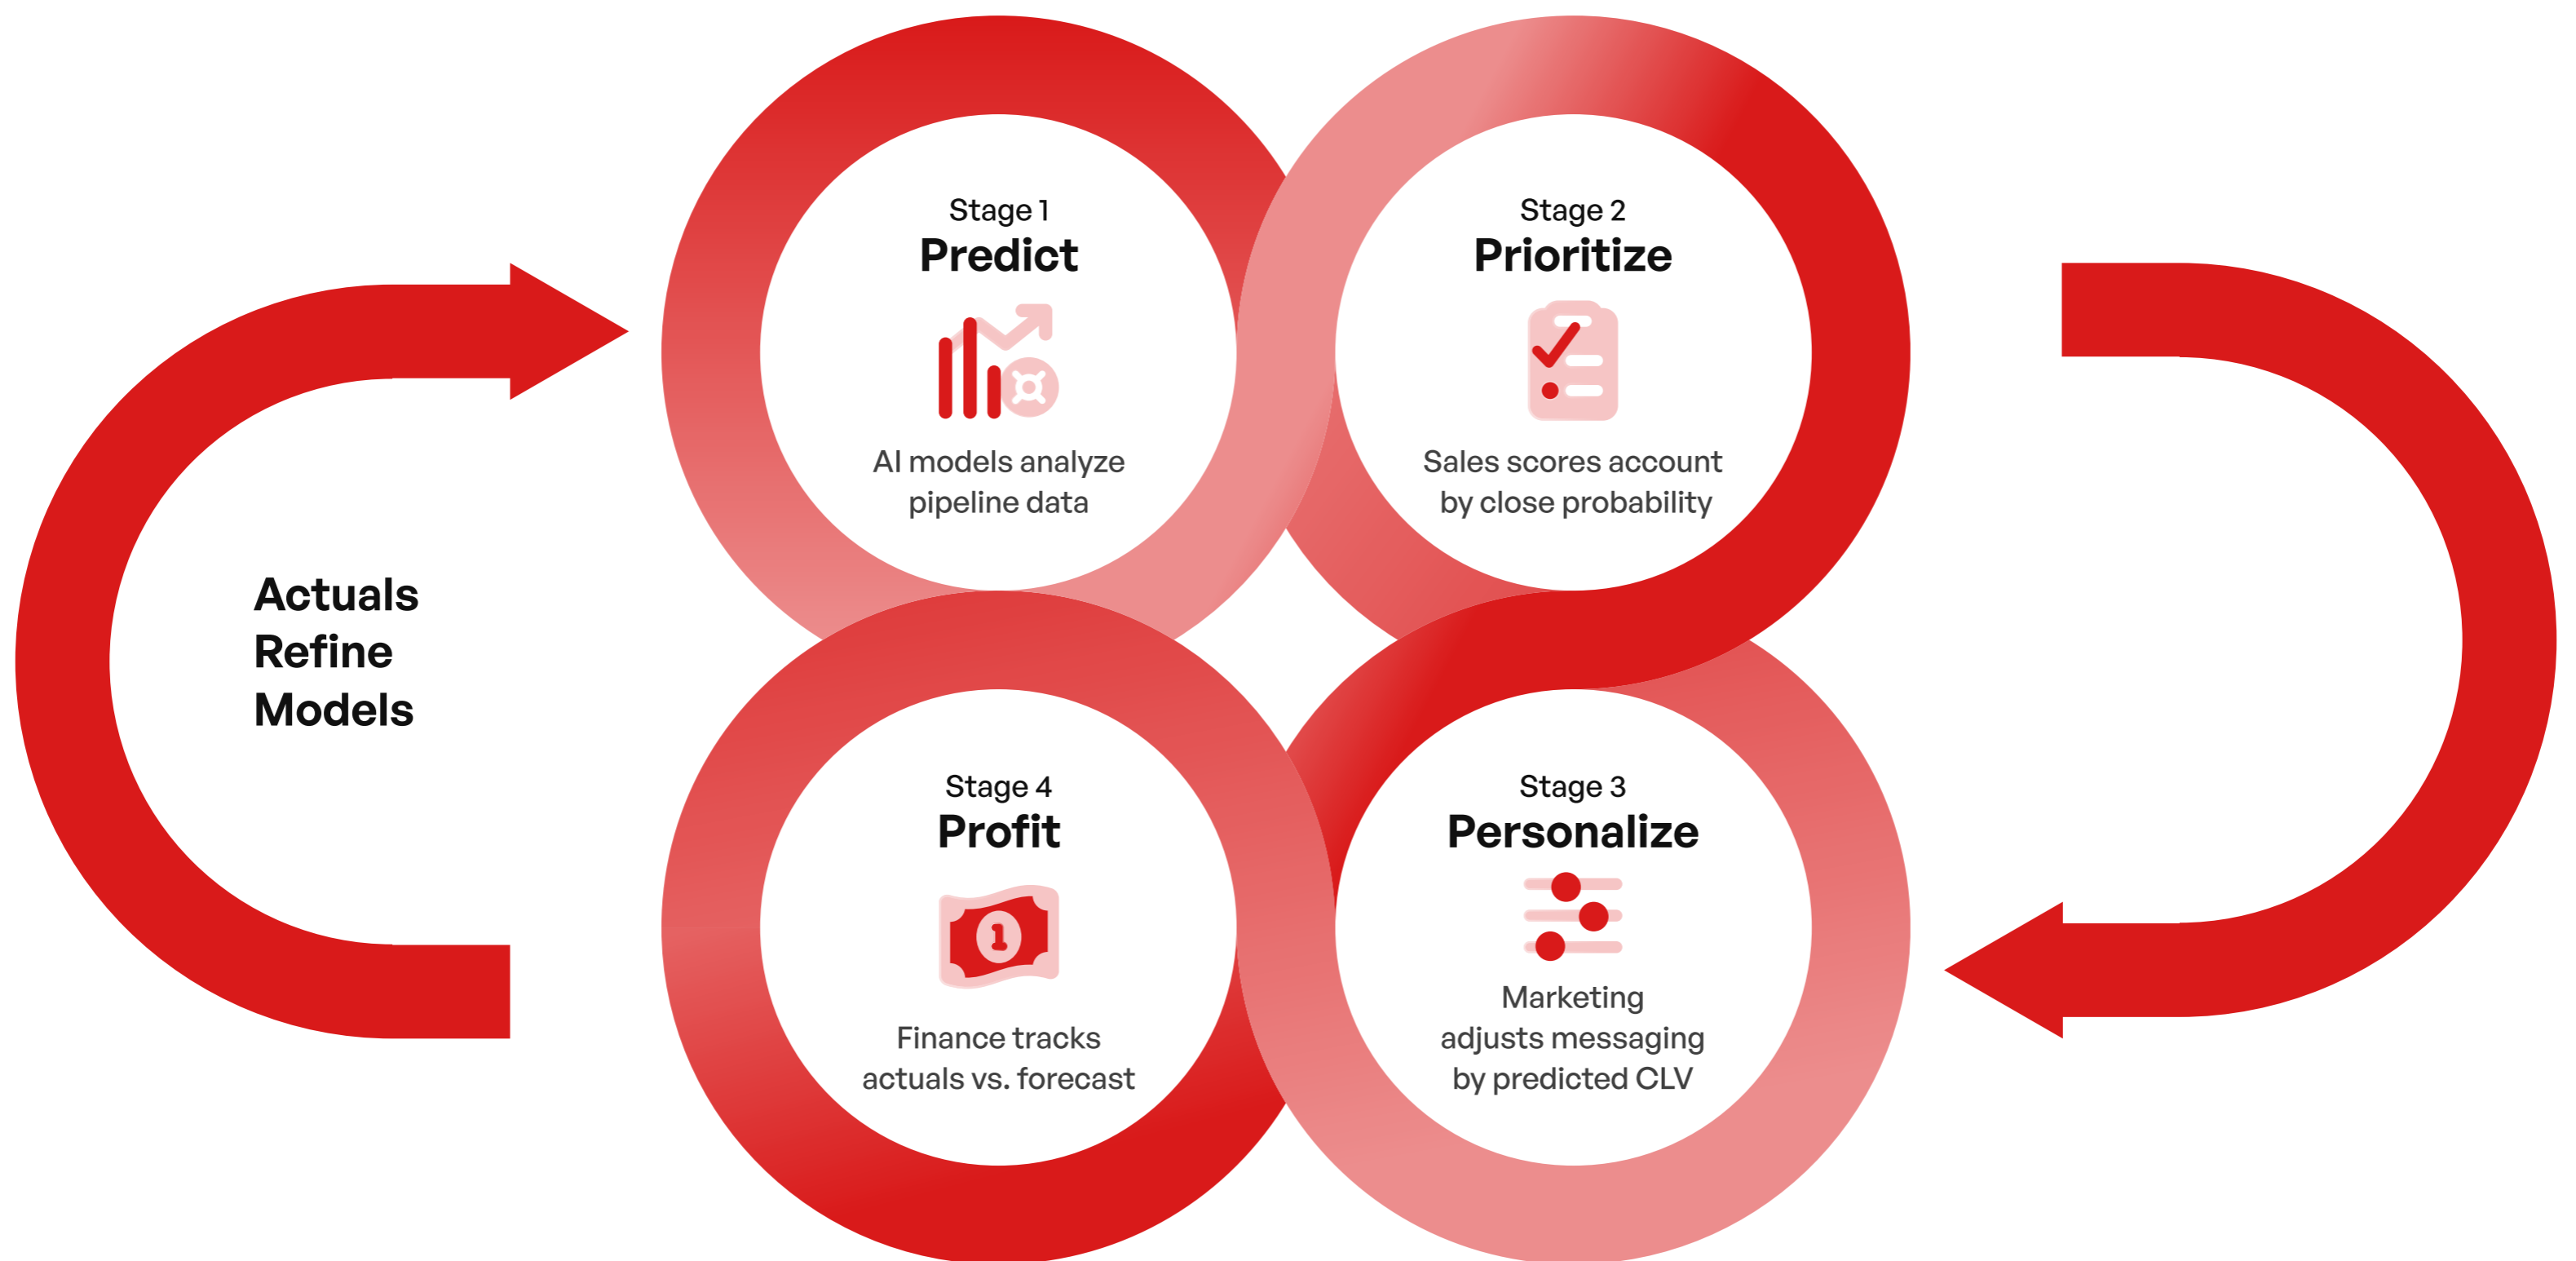 Stage 1
Predict
AI models analyze
pipeline data
Stage 2
Prioritize
Sales scores account
by close probability
Stage 3
Personalize
Marketing
adjusts messaging
by predicted CLV
Stage 4
Profit
1
Finance tracks
actuals vs. forecast
Actuals
Refine
Models